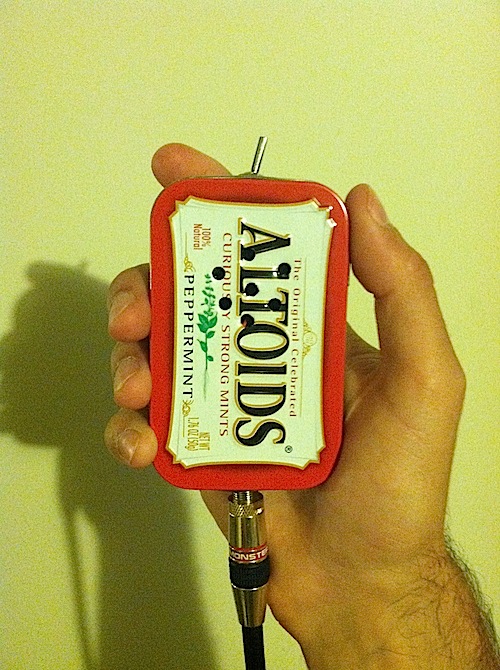 The Original Celebrated
ALTOIDS®
CURIOUSLY STRONG MINTS
100%
Natural
PEPPERMINT
NET WT
1.76 OZ (50g)
MONSTER